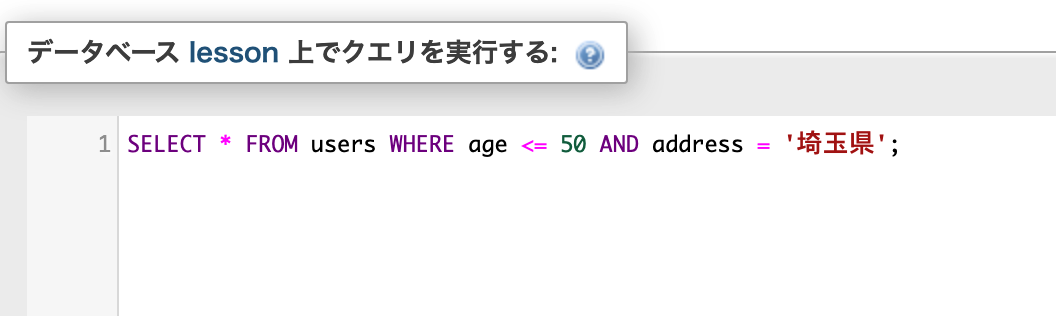 データベース lesson 上でクエリを実行する:
1 SELECT * FROM users WHERE age <= 50 AND address = '埼玉県';